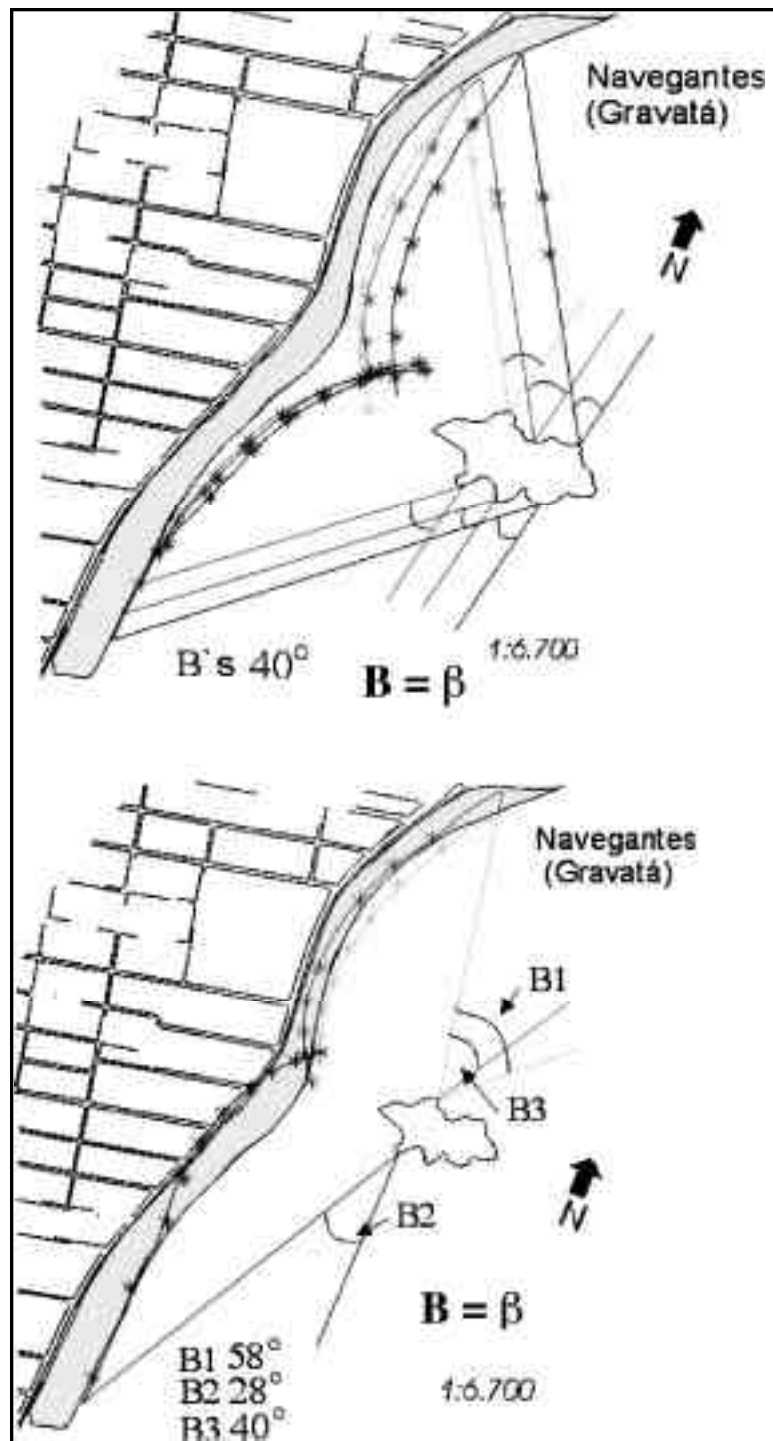 Navegantes
(Gravatá)
N
B`s 40°
B = β
1:6.700
Navegantes
(Gravatá)
B1
B3
N
B2
B = β
B1 58°
B2 28°
B3 40°
1:6.700